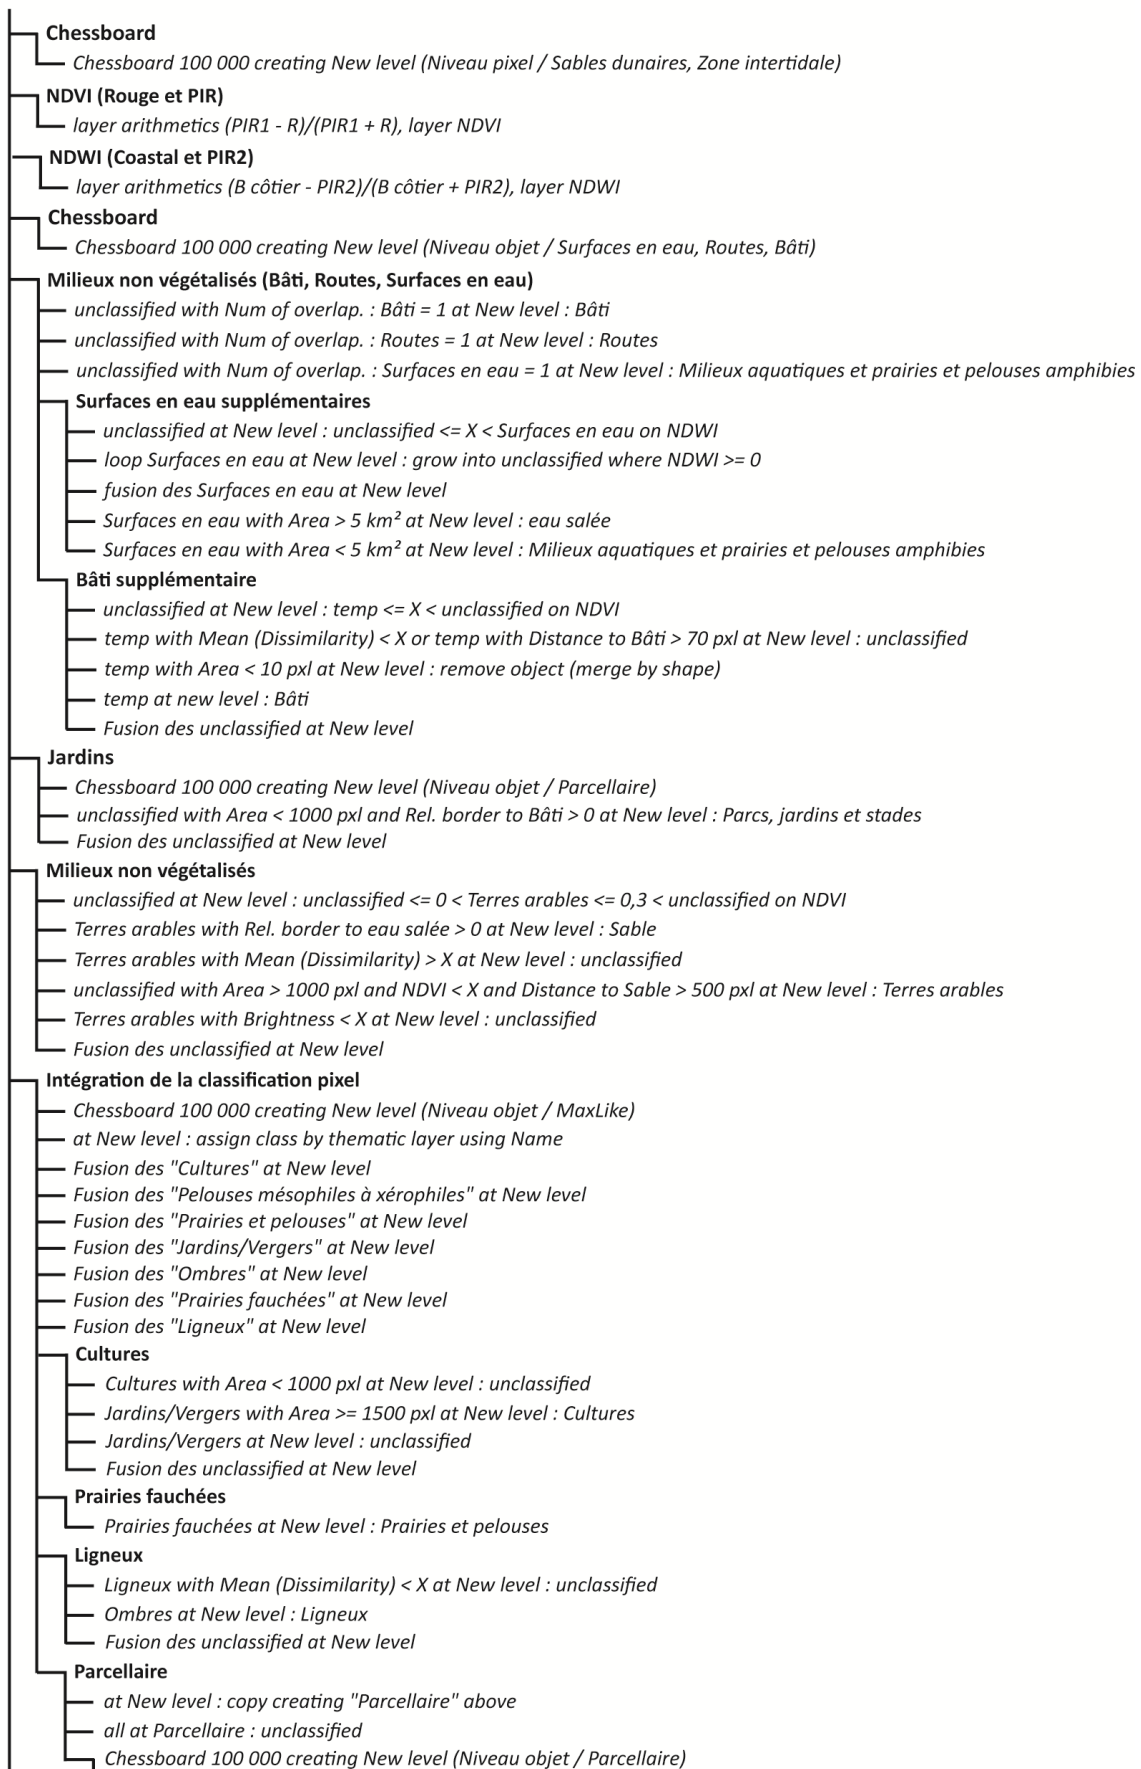 Chessboard
Chessboard 100 000 creating New level (Niveau pixel / Sables dunaires, Zone intertidale)
NDVI (Rouge et PIR)
layer arithmetics (PIR1 - R)/(PIR1 + R), layer NDVI
NDWI (Coastal et PIR2)
layer arithmetics (B côtier - PIR2)/(B côtier + PIR2), layer NDWI
Chessboard
Chessboard 100 000 creating New level (Niveau objet / Surfaces en eau, Routes, Bâti)
Milieux non végétalisés (Bâti, Routes, Surfaces en eau)
unclassified with Num of overlap. : Bâti = 1 at New level : Bâti
unclassified with Num of overlap. : Routes = 1 at New level : Routes
unclassified with Num of overlap. : Surfaces en eau = 1 at New level : Milieux aquatiques et prairies et pelouses amphibies
Surfaces en eau supplémentaires
unclassified at New level : unclassified <= X < Surfaces en eau on NDWI
loop Surfaces en eau at New level : grow into unclassified where NDWI >= 0
fusion des Surfaces en eau at New level
Surfaces en eau with Area > 5 km² at New level : eau salée
Surfaces en eau with Area < 5 km² at New level : Milieux aquatiques et prairies et pelouses amphibies
Bâti supplémentaire
unclassified at New level : temp <= X < unclassified on NDVI
temp with Mean (Dissimilarity) < X or temp with Distance to Bâti > 70 pxl at New level : unclassified
temp with Area < 10 pxl at New level : remove object (merge by shape)
temp at new level : Bâti
Fusion des unclassified at New level
Jardins
Chessboard 100 000 creating New level (Niveau objet / Parcellaire)
unclassified with Area < 1000 pxl and Rel. border to Bâti > 0 at New level : Parcs, jardins et stades
Fusion des unclassified at New level
Milieux non végétalisés
unclassified at New level : unclassified <= 0 < Terres arables <= 0,3 < unclassified on NDVI
Terres arables with Rel. border to eau salée > 0 at New level : Sable
Terres arables with Mean (Dissimilarity) > X at New level : unclassified
unclassified with Area > 1000 pxl and NDVI < X and Distance to Sable > 500 pxl at New level : Terres arables
Terres arables with Brightness < X at New level : unclassified
Fusion des unclassified at New level
Intégration de la classification pixel
Chessboard 100 000 creating New level (Niveau objet / MaxLike)
at New level : assign class by thematic layer using Name
Fusion des "Cultures" at New level
Fusion des "Pelouses mésophiles à xérophiles" at New level
Fusion des "Prairies et pelouses" at New level
Fusion des "Jardins/Vergers" at New level
Fusion des "Ombres" at New level
Fusion des "Prairies fauchées" at New level
Fusion des "Ligneux" at New level
Cultures
Cultures with Area < 1000 pxl at New level : unclassified
Jardins/Vergers with Area >= 1500 pxl at New level : Cultures
Jardins/Vergers at New level : unclassified
Fusion des unclassified at New level
Prairies fauchées
Prairies fauchées at New level : Prairies et pelouses
Ligneux
Ligneux with Mean (Dissimilarity) < X at New level : unclassified
Ombres at New level : Ligneux
Fusion des unclassified at New level
Parcellaire
at New level : copy creating "Parcellaire" above
all at Parcellaire : unclassified
Chessboard 100 000 creating New level (Niveau objet / Parcellaire)